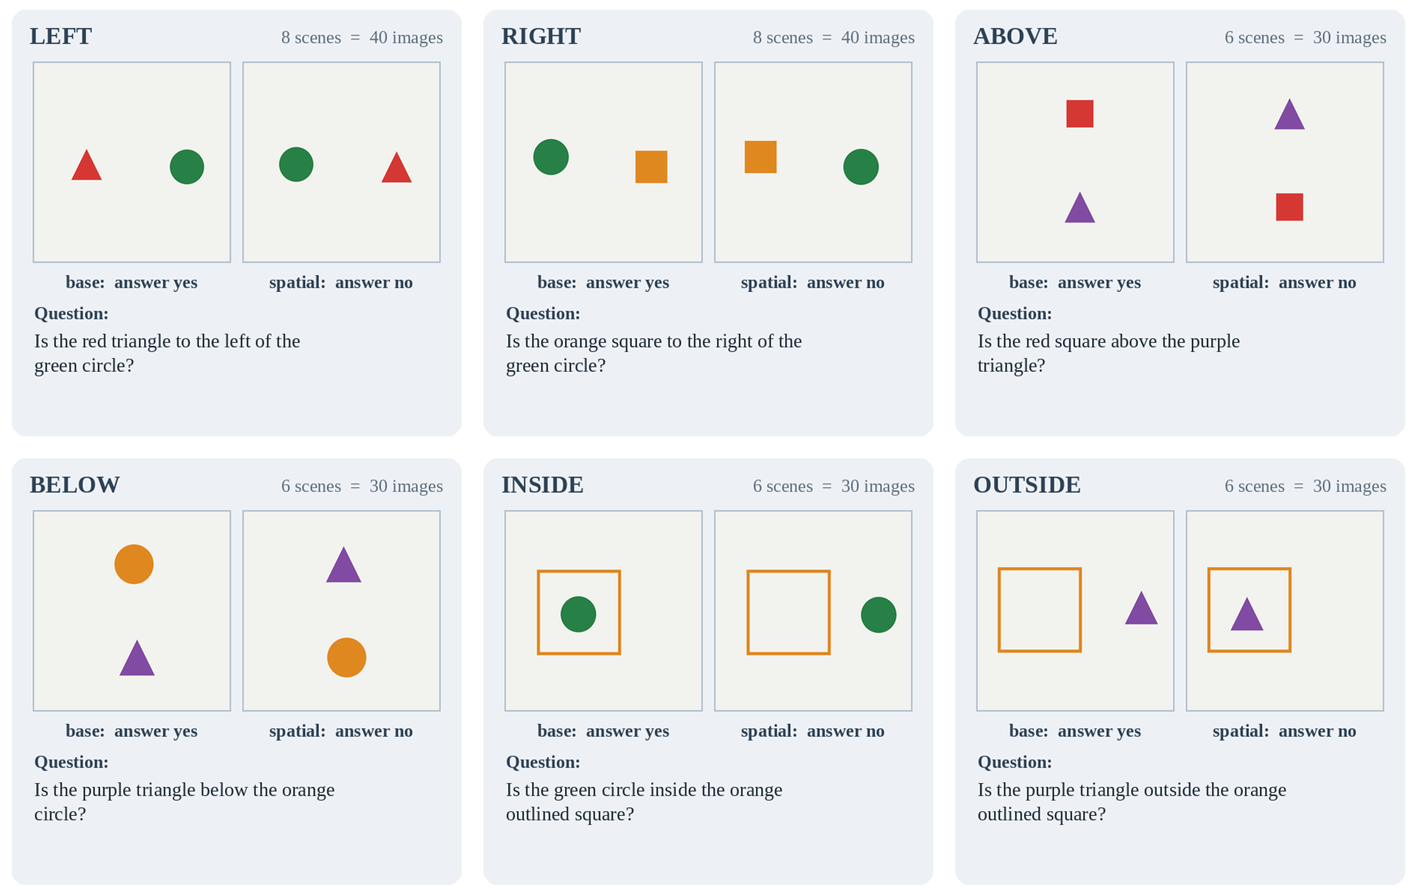 LEFT
8 scenes = 40 images
base: answer yes
spatial: answer no
Question:
Is the red triangle to the left of the
green circle?
RIGHT
8 scenes = 40 images
base: answer yes
spatial: answer no
Question:
Is the orange square to the right of the
green circle?
ABOVE
6 scenes = 30 images
base: answer yes
spatial: answer no
Question:
Is the red square above the purple
triangle?
BELOW
6 scenes = 30 images
base: answer yes
spatial: answer no
Question:
Is the purple triangle below the orange
circle?
INSIDE
6 scenes = 30 images
base: answer yes
spatial: answer no
Question:
Is the green circle inside the orange
outlined square?
OUTSIDE
6 scenes = 30 images
base: answer yes
spatial: answer no
Question:
Is the purple triangle outside the orange
outlined square?